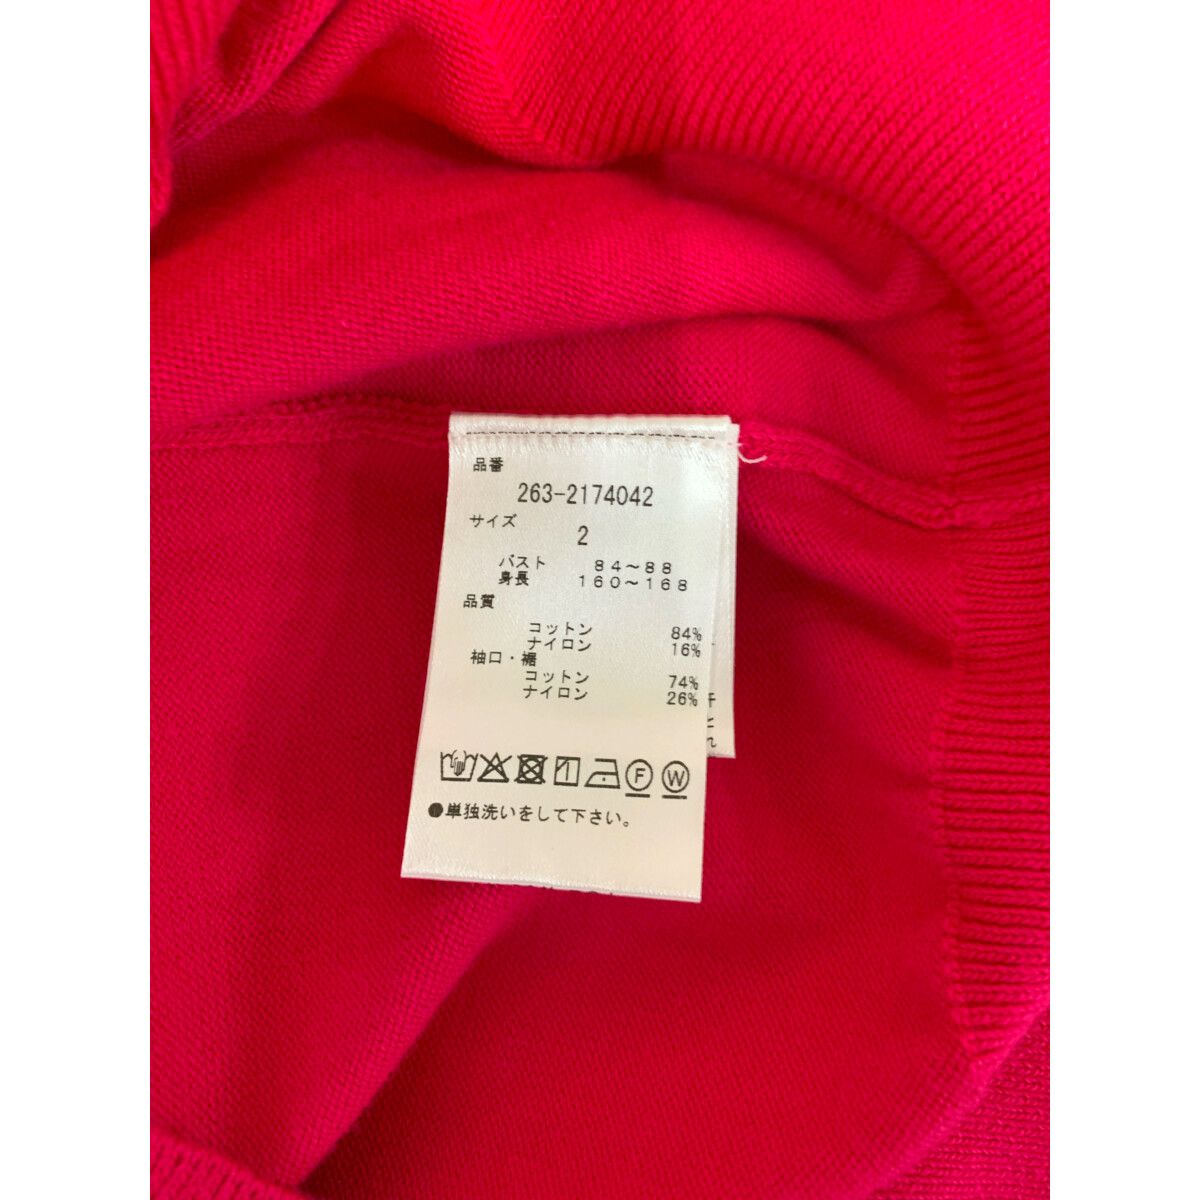 品番
263-2174042
サイズ
2
バスト 84～88
身長 160～168
品質
コットン 84%
ナイロン 16%
袖口・裾
コットン 74%
ナイロン 26%
F W
●単独洗いをして下さい。